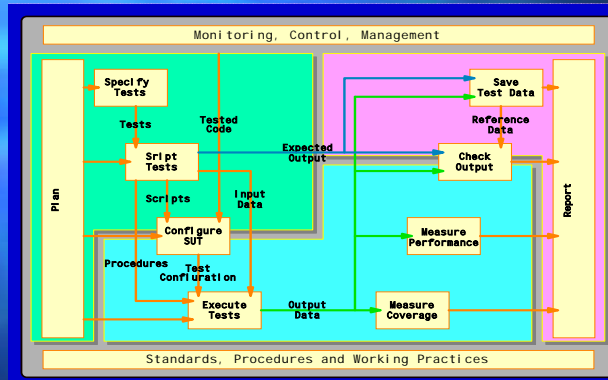 Monitoring, Control, Management
Specify
Tests
Save
Test Data
Tests
Tested
Code
Reference
Data
Expected
Output
Sript
Tests
Check
Output
Plan
Report
Scripts
Input
Data
Configure
SUT
Measure
Performance
Procedures
Test
Confiuration
Execute
Tests
Output
Data
Measure
Coverage
Standards, Procedures and Working Practices